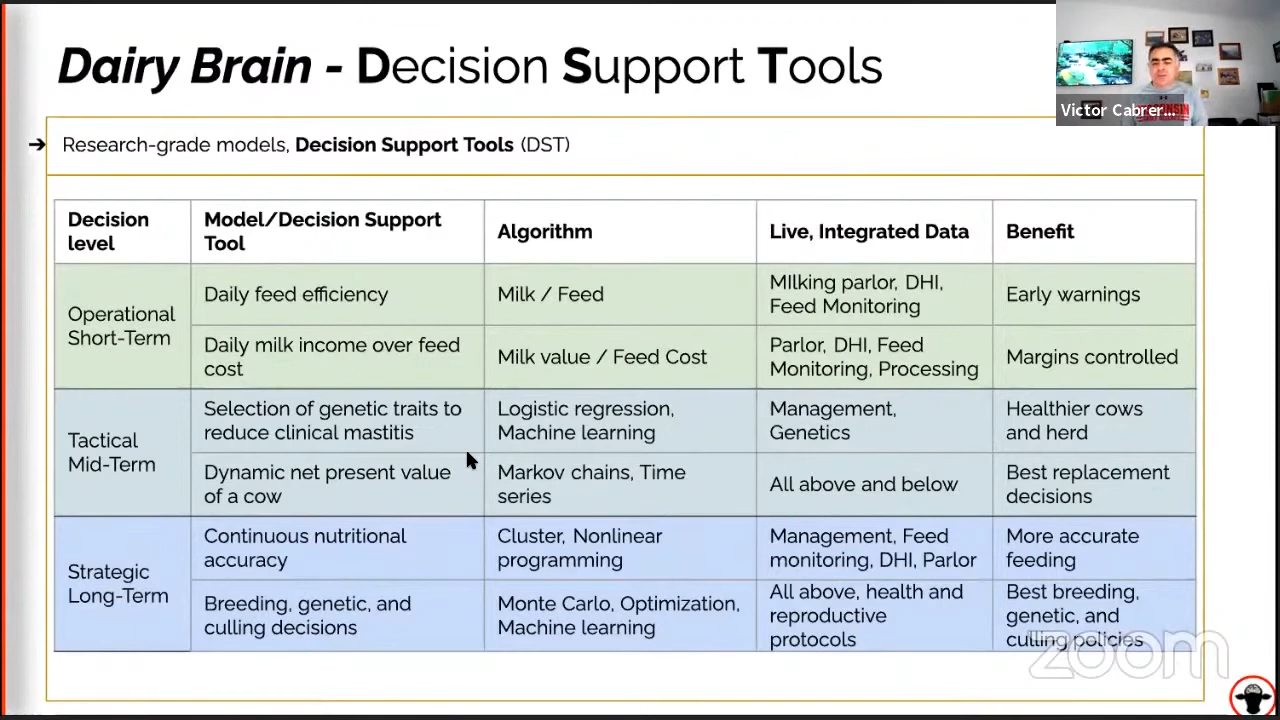 Dairy Brain - Decision Support Tools
Victor Cabrer...
➔ Research-grade models, Decision Support Tools (DST)
Decision
level
Model/Decision Support
Tool
Algorithm
Live, Integrated Data
Benefit
Operational
Short-Term
Daily feed efficiency
Milk / Feed
MIlking parlor, DHI,
Feed Monitoring
Early warnings
Daily milk income over feed
cost
Milk value / Feed Cost
Parlor, DHI, Feed
Monitoring, Processing
Margins controlled
Tactical
Mid-Term
Selection of genetic traits to
reduce clinical mastitis
Logistic regression,
Machine learning
Management,
Genetics
Healthier cows
and herd
Dynamic net present value
of a cow
Markov chains, Time
series
All above and below
Best replacement
decisions
Strategic
Long-Term
Continuous nutritional
accuracy
Cluster, Nonlinear
programming
Management, Feed
monitoring, DHI, Parlor
More accurate
feeding
Breeding, genetic, and
culling decisions
Monte Carlo, Optimization,
Machine learning
All above, health and
reproductive
protocols
Best breeding,
genetic, and
culling policies
zoom